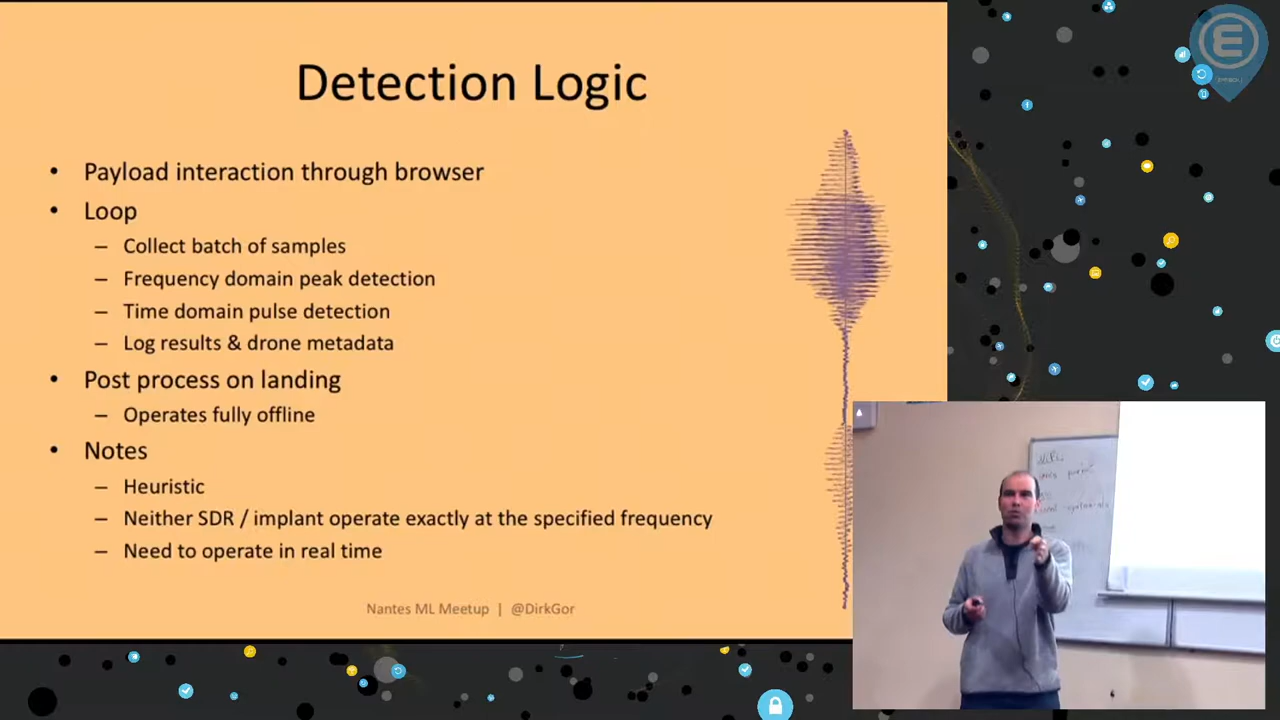 Detection Logic
• Payload interaction through browser
• Loop
– Collect batch of samples
– Frequency domain peak detection
– Time domain pulse detection
– Log results & drone metadata
• Post process on landing
– Operates fully offline
• Notes
– Heuristic
– Neither SDR / implant operate exactly at the specified frequency
– Need to operate in real time
Nantes ML Meetup | @DirkGor